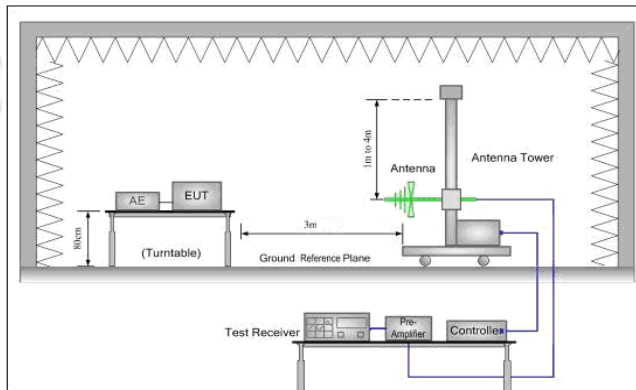 1m to 4m
Antenna
Antenna Tower
AE
EUT
80cm
(Turntable)
3m
Ground Reference Plane
Test Receiver
Pre-
Amplifier
Controller